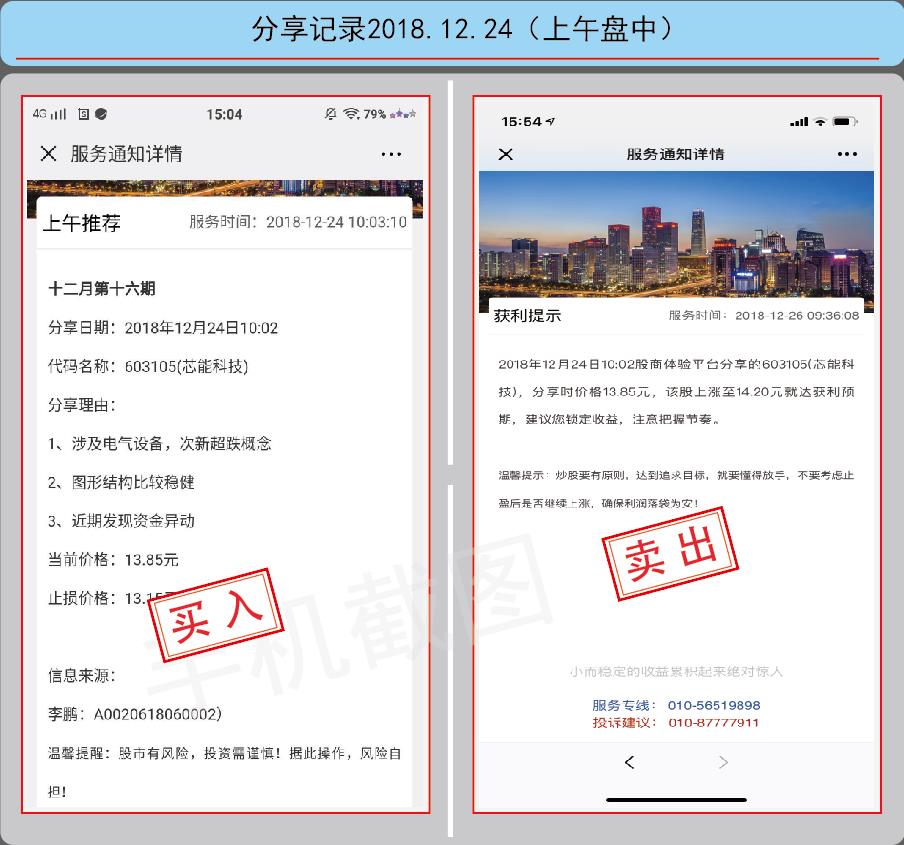 分享记录2018.12.24（上午盘中）
4G 15:04 79%
服务通知详情
上午推荐 服务时间：2018-12-24 10:03:10
十二月第十六期
分享日期：2018年12月24日10:02
代码名称：603105(芯能科技)
分享理由：
1、涉及电气设备，次新超跌概念
2、图形结构比较稳健
3、近期发现资金异动
当前价格：13.85元
止损价格：13.15元
买入
信息来源：
李鹏：A0020618060002)
温馨提醒：股市有风险，投资需谨慎！据此操作，风险自
担！
手机截图
15:54
服务通知详情
获利提示 服务时间：2018-12-26 09:36:08
2018年12月24日10:02股商体验平台分享的603105(芯能科
技)，分享时价格13.85元，该股上涨至14.20元就达获利预
期，建议您锁定收益，注意把握节奏。
温馨提示：炒股要有原则，达到追求目标，就要懂得放手，不要考虑止
盈后是否继续上涨，确保利润落袋为安！
卖出
小而稳定的收益累积起来绝对惊人
服务专线： 010-56519898
投诉建议： 010-87777911